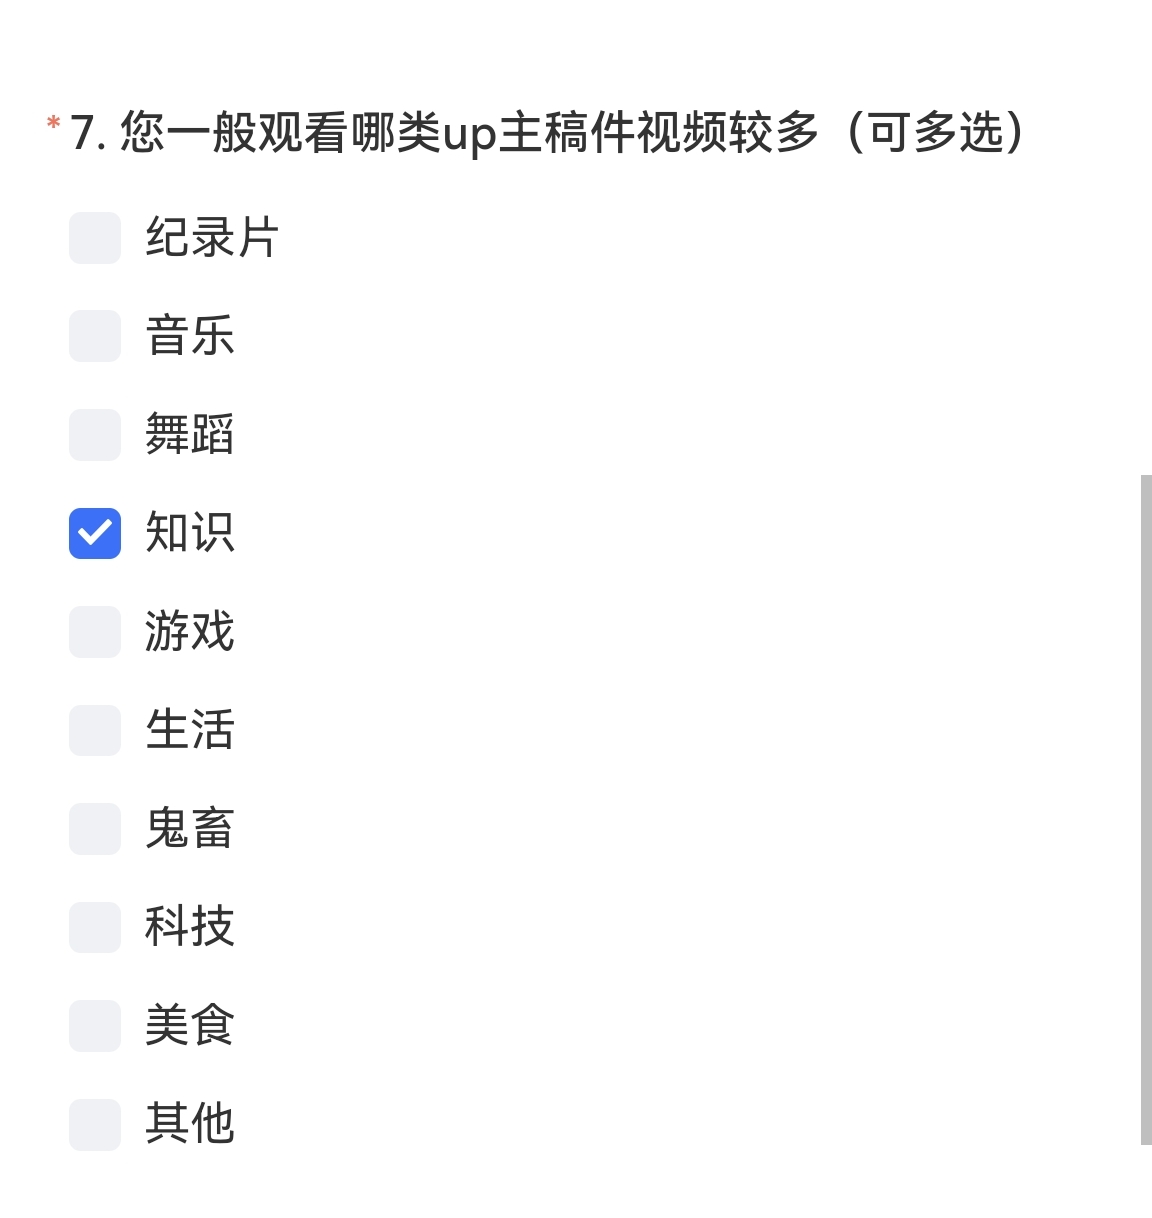 *7. 您一般观看哪类up主稿件视频较多（可多选）
纪录片
音乐
舞蹈
知识
游戏
生活
鬼畜
科技
美食
其他